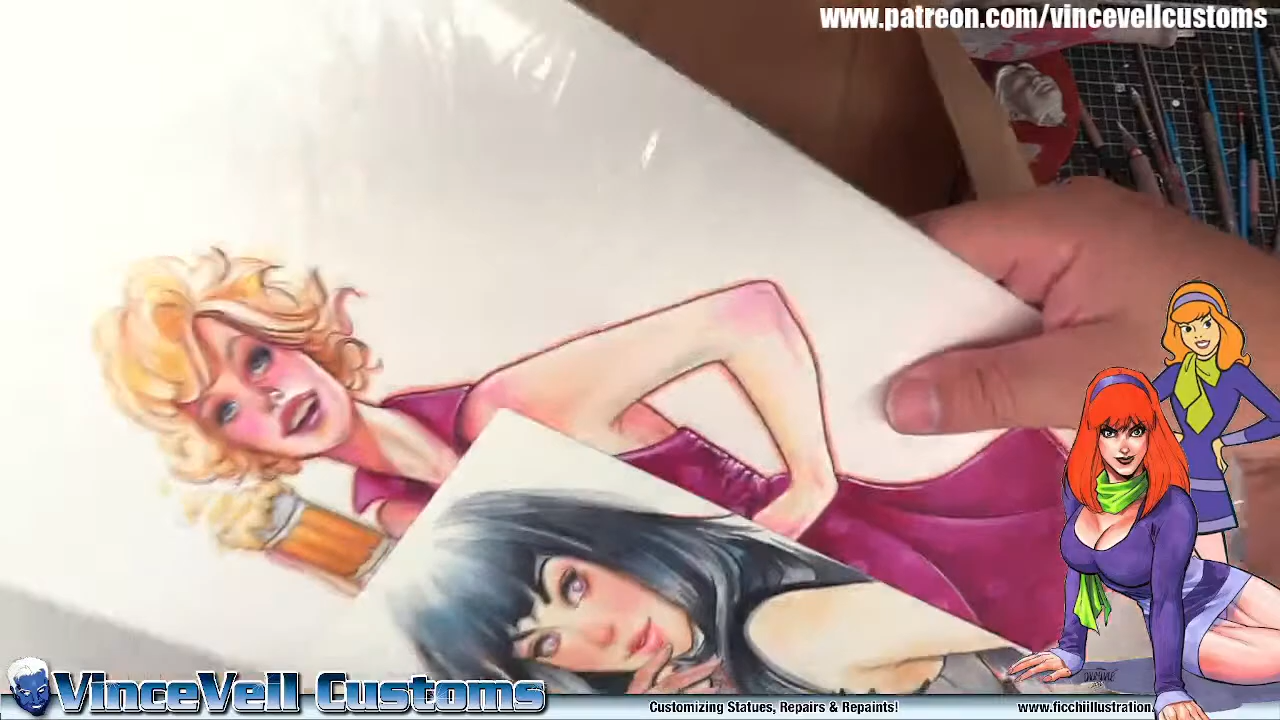 www.patreon.com/vincevellcustoms
VinceVell Customs
Customizing Statues, Repairs & Repaints!
www.ficchiillustration.